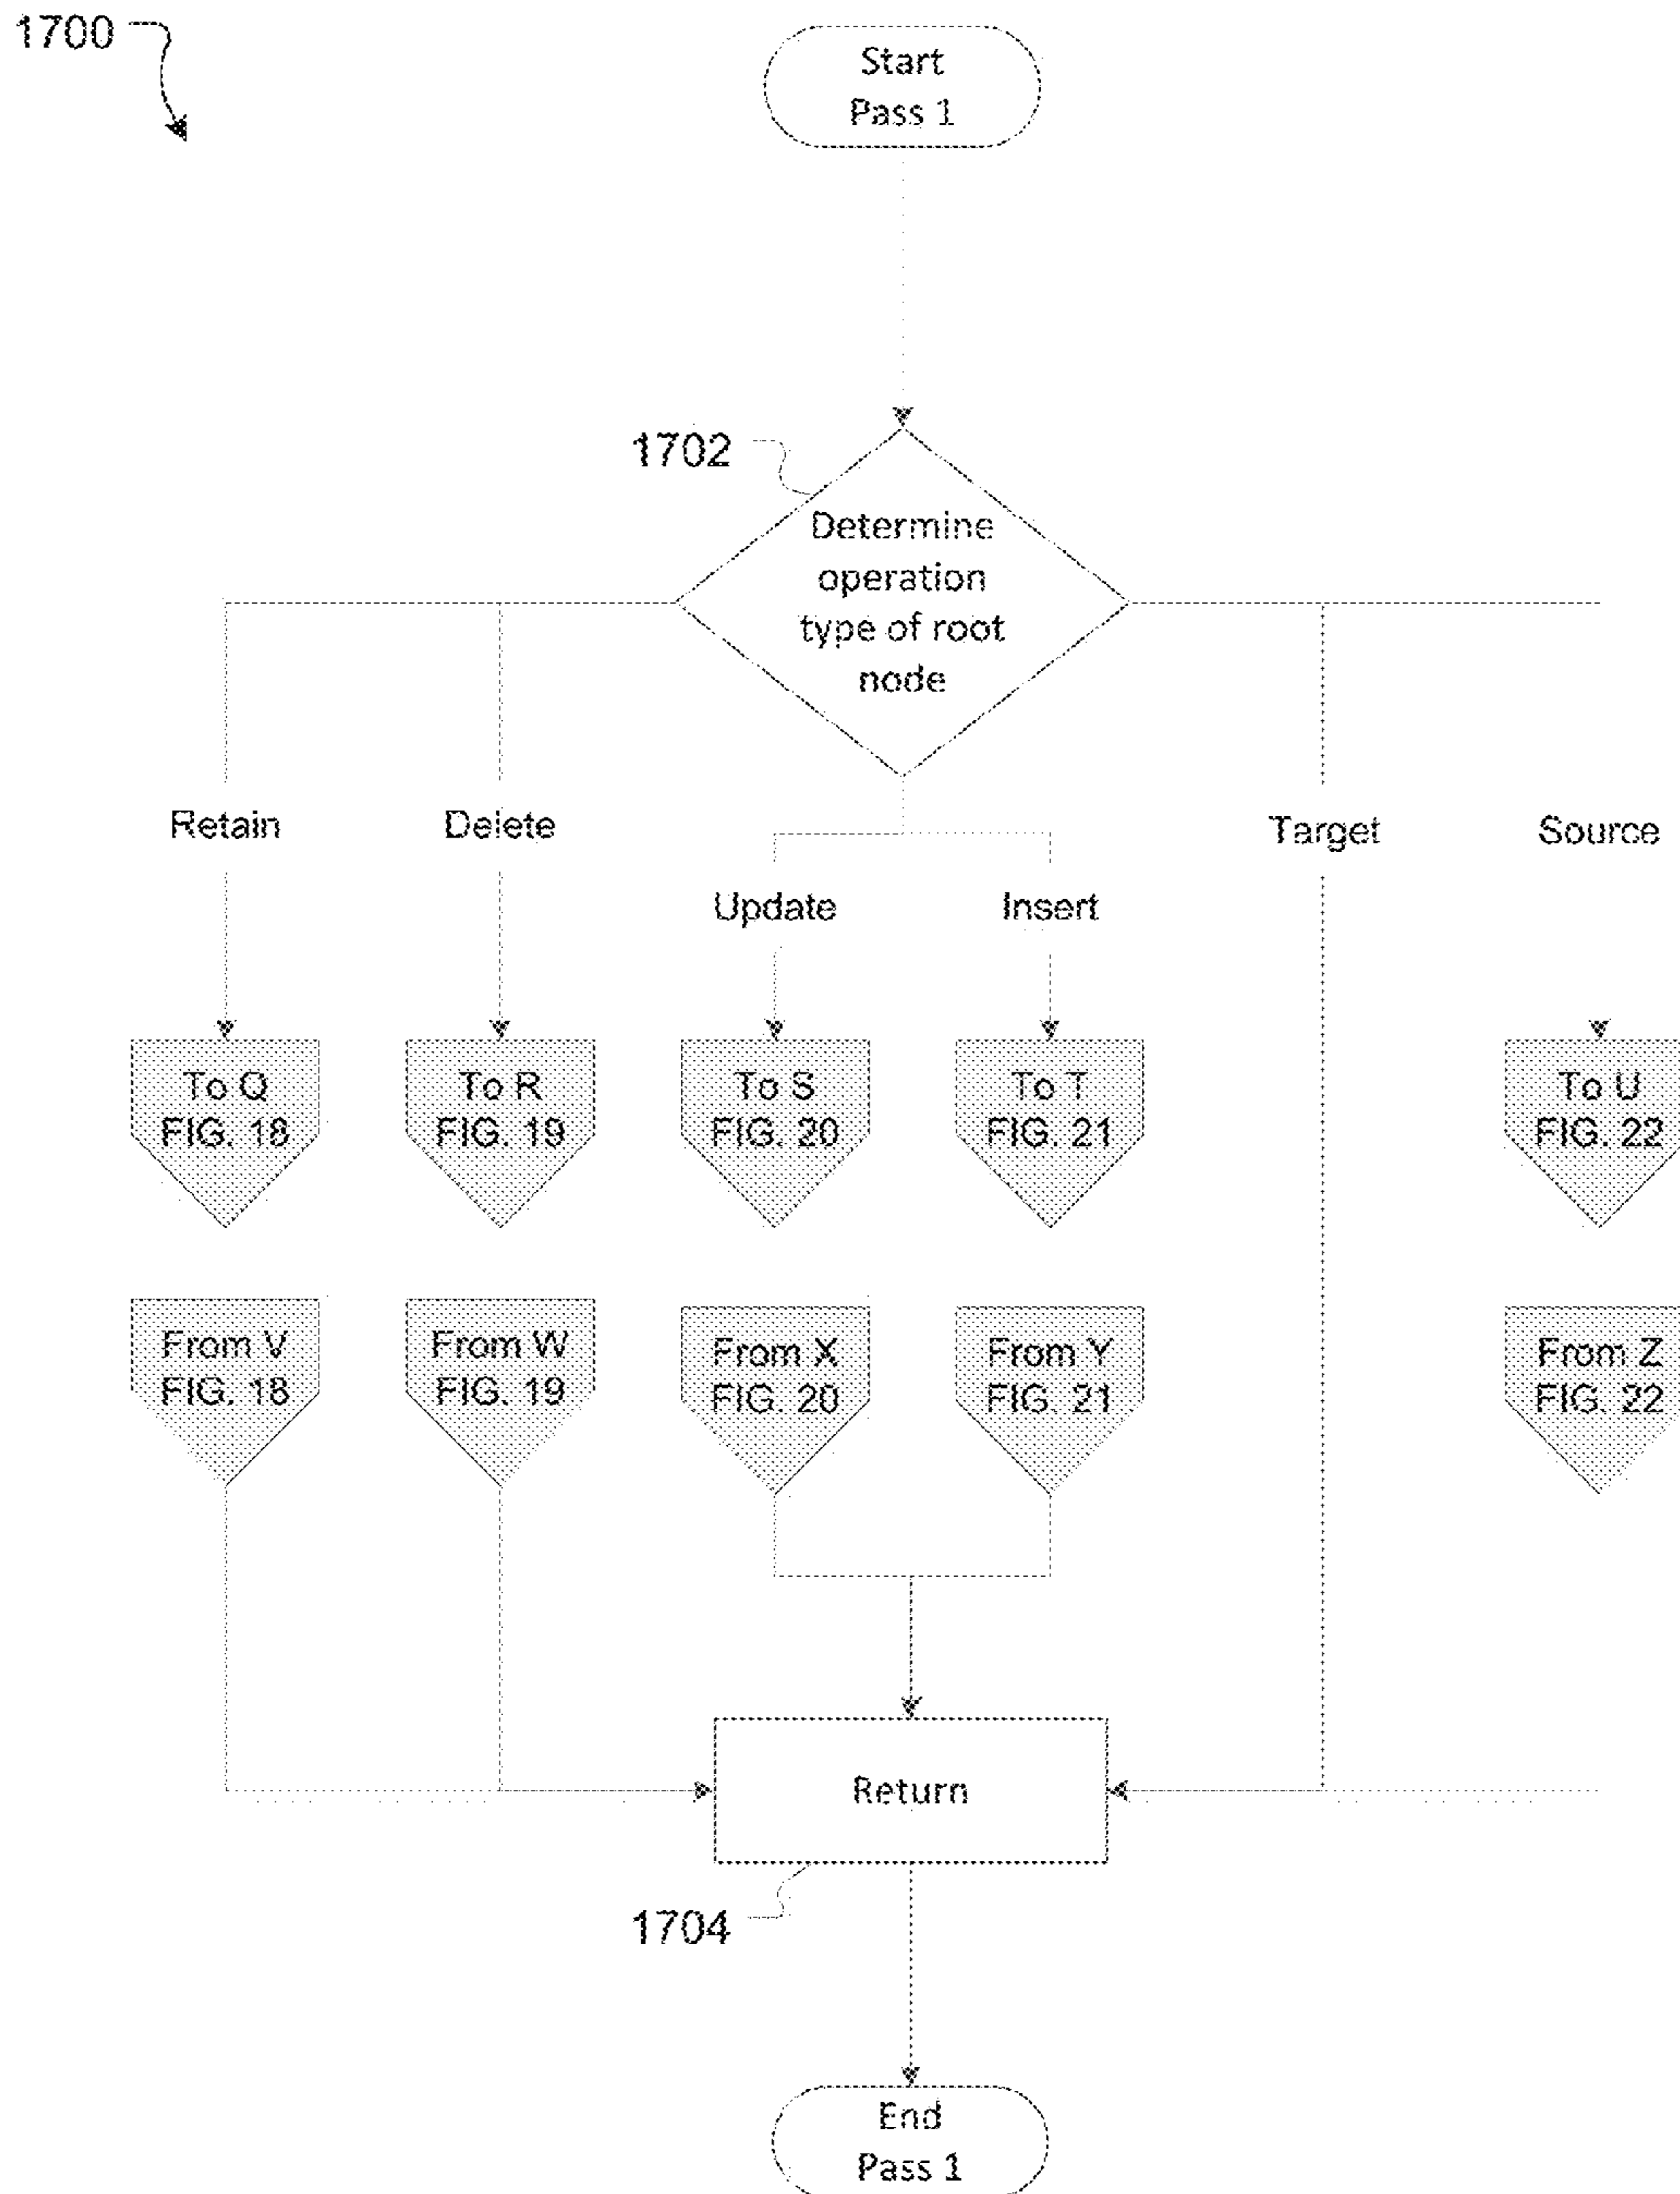 1700
Start
Pass 1
1702
Determine
operation
type of root
node
Retain
Delete
Target
Source
Update
Insert
To Q
FIG. 18
To R
FIG. 19
To S
FIG. 20
To T
FIG. 21
To U
FIG. 22
From V
FIG. 18
From W
FIG. 19
From X
FIG. 20
From Y
FIG. 21
From Z
FIG. 22
Return
1704
End
Pass 1